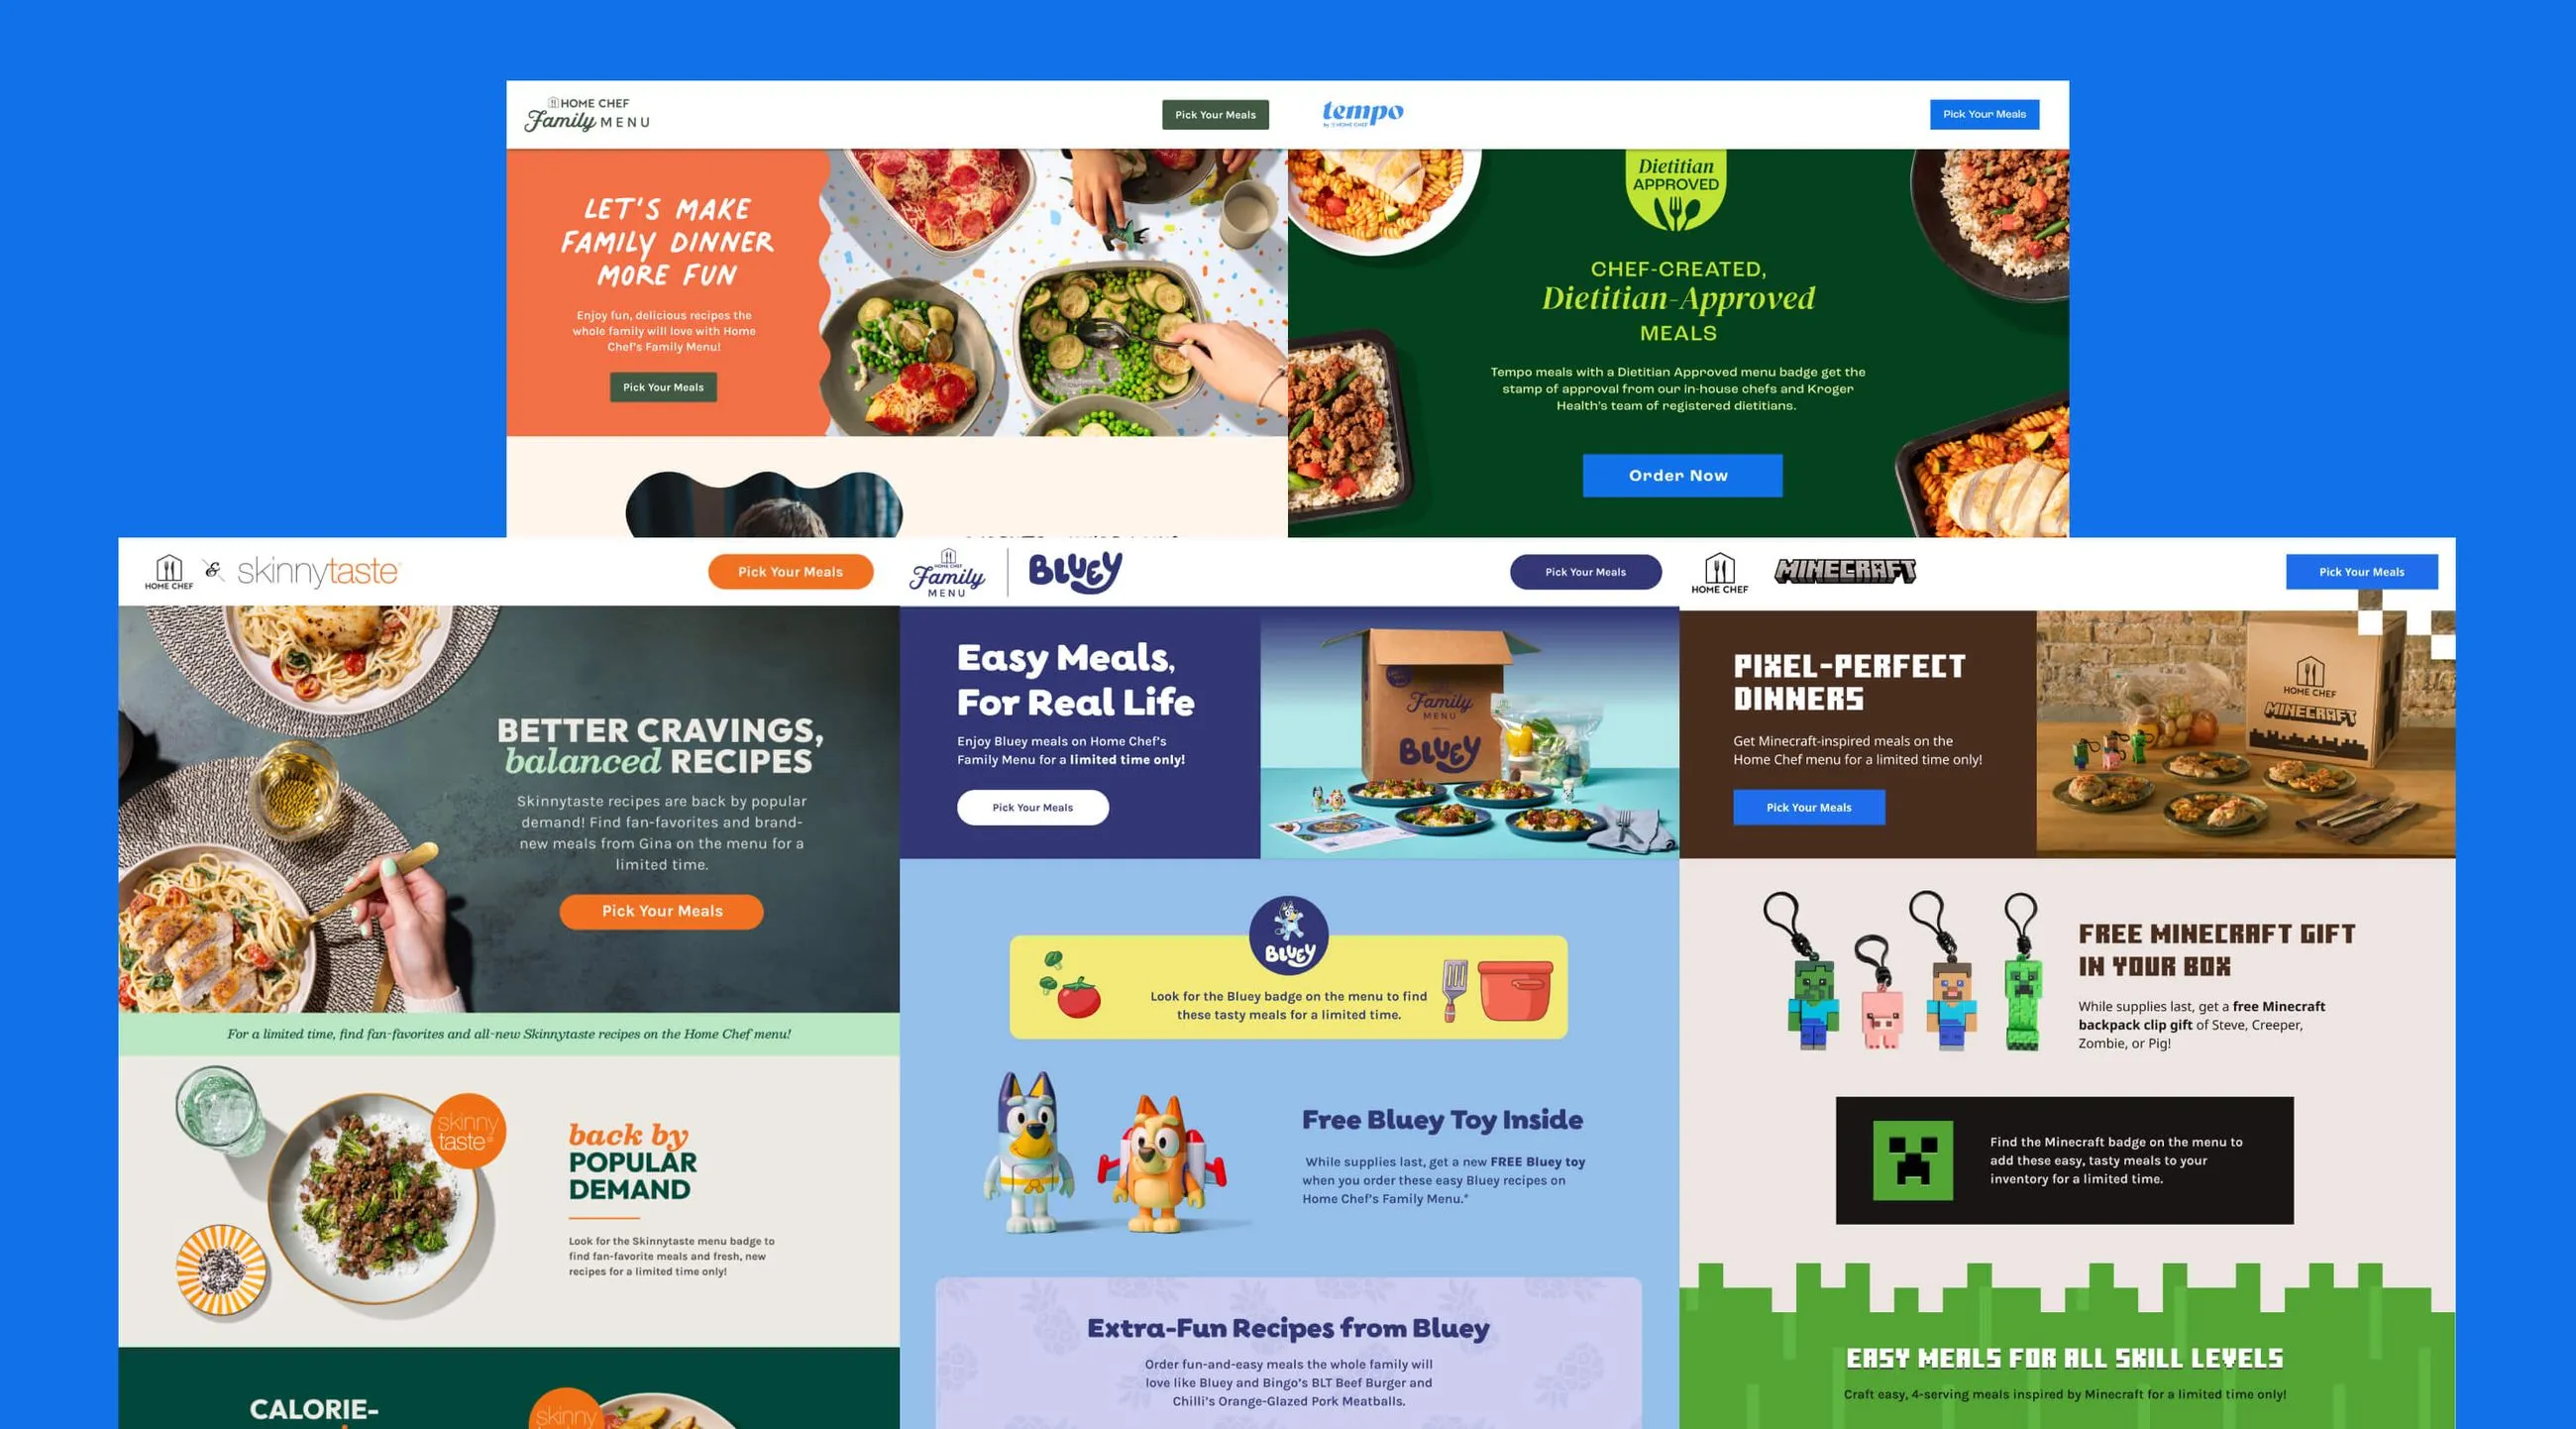 HOME CHEF
Family MENU
Pick Your Meals
LET'S MAKE
FAMILY DINNER
MORE FUN
Enjoy fun, delicious recipes the
whole family will love with Home
Chef's Family Menu!
Pick Your Meals
tempo
by HOME CHEF
Pick Your Meals
Dietitian
APPROVED
CHEF-CREATED,
Dietitian-Approved
MEALS
Tempo meals with a Dietitian Approved menu badge get the
stamp of approval from our in-house chefs and Kroger
Health's team of registered dietitians.
Order Now
HOME CHEF
& skinnytaste
Pick Your Meals
BETTER CRAVINGS,
balanced RECIPES
Skinnytaste recipes are back by popular
demand! Find fan-favorites and brand-
new meals from Gina on the menu for a
limited time.
Pick Your Meals
For a limited time, find fan-favorites and all-new Skinnytaste recipes on the Home Chef menu!
skinny
taste
back by
POPULAR
DEMAND
Look for the Skinnytaste menu badge to
find fan-favorite meals and fresh, new
recipes for a limited time only!
CALORIE-
skinny
HOME CHEF
Family
MENU
BLUEY
Pick Your Meals
Easy Meals,
For Real Life
Enjoy Bluey meals on Home Chef's
Family Menu for a limited time only!
Pick Your Meals
Family
MENU
BLUEY
BLUEY
Look for the Bluey badge on the menu to find
these tasty meals for a limited time.
Free Bluey Toy Inside
While supplies last, get a new FREE Bluey toy
when you order these easy Bluey recipes on
Home Chef's Family Menu.*
Extra-Fun Recipes from Bluey
Order fun-and-easy meals the whole family will
love like Bluey and Bingo's BLT Beef Burger and
Chilli's Orange-Glazed Pork Meatballs.
HOME CHEF
MINECRAFT
Pick Your Meals
PIXEL-PERFECT
DINNERS
Get Minecraft-inspired meals on the
Home Chef menu for a limited time only!
Pick Your Meals
HOME CHEF
MINECRAFT
FREE MINECRAFT GIFT
IN YOUR BOX
While supplies last, get a free Minecraft
backpack clip gift of Steve, Creeper,
Zombie, or Pig!
Find the Minecraft badge on the menu to
add these easy, tasty meals to your
inventory for a limited time.
EASY MEALS FOR ALL SKILL LEVELS
Craft easy, 4-serving meals inspired by Minecraft for a limited time only!